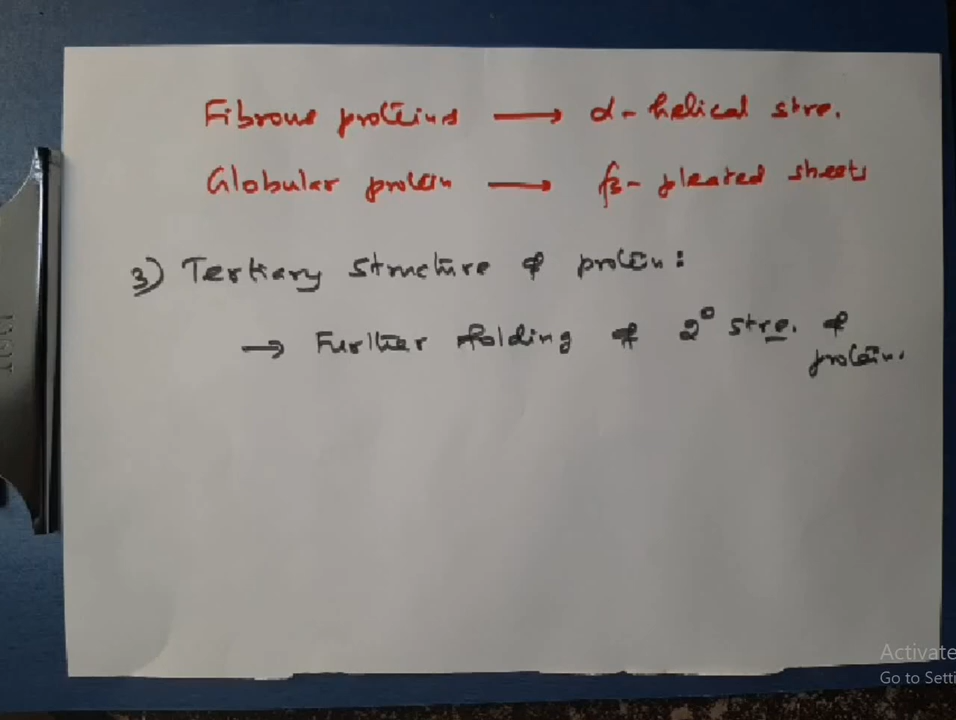 Fibrous proteins → α-helical stre.
Globular protein → β-pleated sheets
3) Tertiary structure of protein:
→ Further folding of 2° stre. of
protein.
Activate
Go to Setti